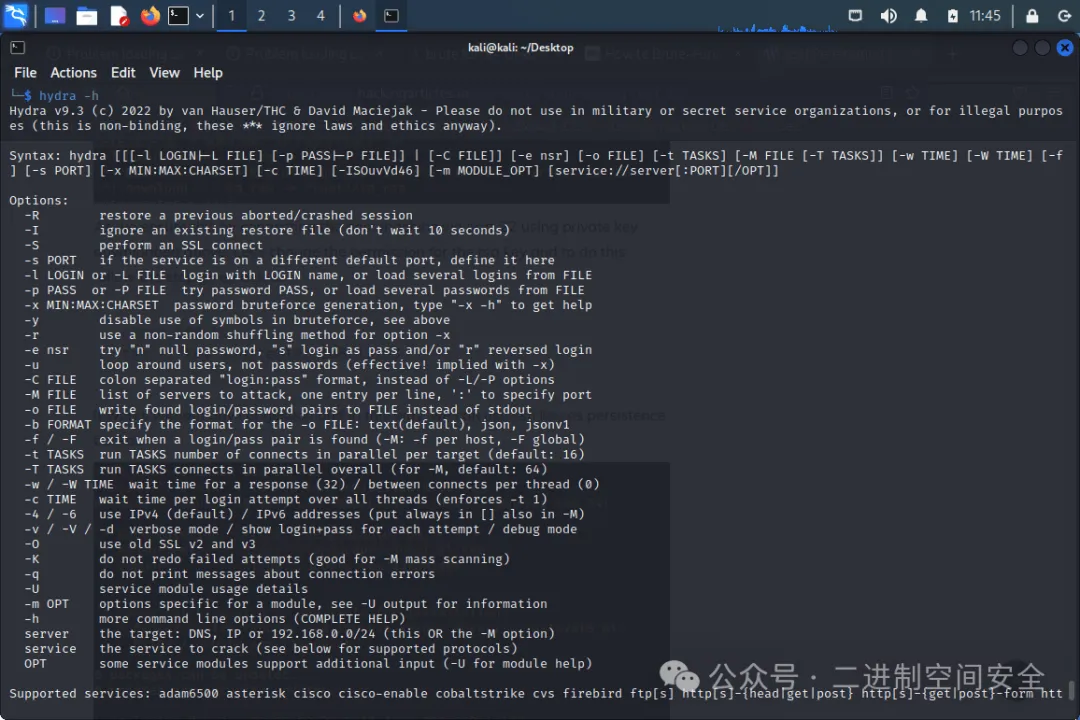 1 2 3 4 11:45
kali@kali: ~/Desktop
File Actions Edit View Help
└─$ hydra -h
Hydra v9.3 (c) 2022 by van Hauser/THC & David Maciejak - Please do not use in military or secret service organizations, or for illegal purpos
es (this is non-binding, these *** ignore laws and ethics anyway).
Syntax: hydra [[[-l LOGIN|-L FILE] [-p PASS|-P FILE]] | [-C FILE]] [-e nsr] [-o FILE] [-t TASKS] [-M FILE [-T TASKS]] [-w TIME] [-W TIME] [-f
] [-s PORT] [-x MIN:MAX:CHARSET] [-c TIME] [-ISOuvVd46] [-m MODULE_OPT] [service://server[:PORT][/OPT]]
Options:
-R restore a previous aborted/crashed session
-I ignore an existing restore file (don't wait 10 seconds)
-S perform an SSL connect
-s PORT if the service is on a different default port, define it here
-l LOGIN or -L FILE login with LOGIN name, or load several logins from FILE
-p PASS or -P FILE try password PASS, or load several passwords from FILE
-x MIN:MAX:CHARSET password bruteforce generation, type "-x -h" to get help
-y disable use of symbols in bruteforce, see above
-r use a non-random shuffling method for option -x
-e nsr try "n" null password, "s" login as pass and/or "r" reversed login
-u loop around users, not passwords (effective! implied with -x)
-C FILE colon separated "login:pass" format, instead of -L/-P options
-M FILE list of servers to attack, one entry per line, ':' to specify port
-o FILE write found login/password pairs to FILE instead of stdout
-b FORMAT specify the format for the -o FILE: text(default), json, jsonv1
-f / -F exit when a login/pass pair is found (-M: -f per host, -F global)
-t TASKS run TASKS number of connects in parallel per target (default: 16)
-T TASKS run TASKS connects in parallel overall (for -M, default: 64)
-w / -W TIME wait time for a response (32) / between connects per thread (0)
-c TIME wait time per login attempt over all threads (enforces -t 1)
-4 / -6 use IPv4 (default) / IPv6 addresses (put always in [] also in -M)
-v / -V / -d verbose mode / show login+pass for each attempt / debug mode
-O use old SSL v2 and v3
-K do not redo failed attempts (good for -M mass scanning)
-q do not print messages about connection errors
-U service module usage details
-m OPT options specific for a module, see -U output for information
-h more command line options (COMPLETE HELP)
server the target: DNS, IP or 192.168.0.0/24 (this OR the -M option)
service the service to crack (see below for supported protocols)
OPT some service modules support additional input (-U for module help)
公众号 · 二进制空间安全
Supported services: adam6500 asterisk cisco cisco-enable cobaltstrike cvs firebird ftp[s] http[s]-{head|get|post} http[s]-{get|post}-form htt